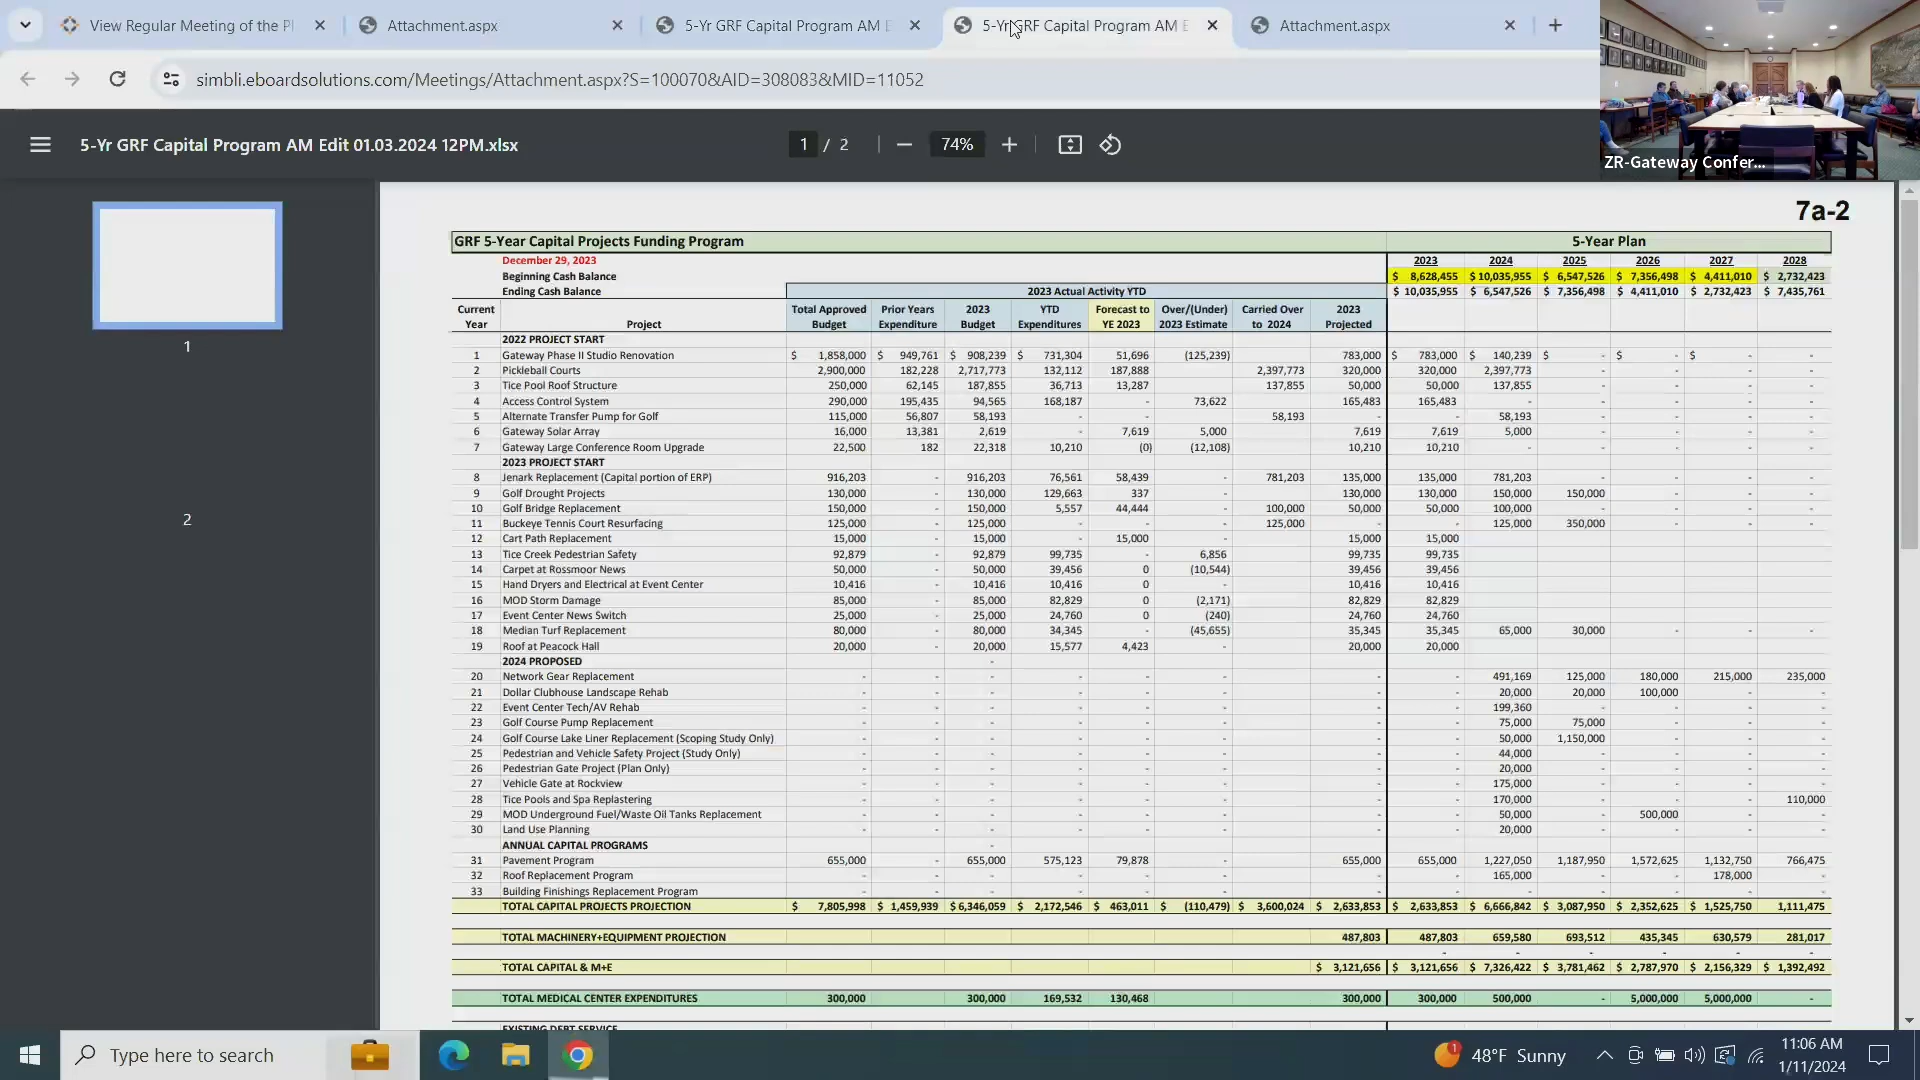 View Regular Meeting of the Pl
Attachment.aspx
5-Yr GRF Capital Program AM E
5-Yr GRF Capital Program AM E
Attachment.aspx
simbli.eboardsolutions.com/Meetings/Attachment.aspx?S=100070&AID=308083&MID=11052
5-Yr GRF Capital Program AM Edit 01.03.2024 12PM.xlsx
1 / 2
74%
ZR-Gateway Confer...
1
2
7a-2
GRF 5-Year Capital Projects Funding Program 5-Year Plan
December 29, 2023 2023 2024 2025 2026 2027 2028
Beginning Cash Balance $ 8,628,455 $ 10,035,955 $ 6,547,526 $ 7,356,498 $ 4,411,010 $ 2,732,423
Ending Cash Balance 2023 Actual Activity YTD $ 10,035,955 $ 6,547,526 $ 7,356,498 $ 4,411,010 $ 2,732,423 $ 7,435,761
Current Total Approved Prior Years 2023 YTD Forecast to Over/(Under) Carried Over 2023
Year Project Budget Expenditure Budget Expenditures YE 2023 2023 Estimate to 2024 Projected
2022 PROJECT START
1 Gateway Phase II Studio Renovation $ 1,858,000 $ 949,761 $ 908,239 $ 731,304 51,696 (125,239) 783,000 $ 783,000 $ 140,239 $ - $ - $ - -
2 Pickleball Courts 2,900,000 182,228 2,717,773 132,112 187,888 2,397,773 320,000 320,000 2,397,773 - - - -
3 Tice Pool Roof Structure 250,000 62,145 187,855 36,713 13,287 137,855 50,000 50,000 137,855 - - - -
4 Access Control System 290,000 195,435 94,565 168,187 - 73,622 165,483 165,483 - - - - -
5 Alternate Transfer Pump for Golf 115,000 56,807 58,193 - - - 58,193 - - 58,193 - - - -
6 Gateway Solar Array 16,000 13,381 2,619 - 7,619 5,000 7,619 7,619 5,000 - - - -
7 Gateway Large Conference Room Upgrade 22,500 182 22,318 10,210 (0) (12,108) 10,210 10,210 - - - - -
2023 PROJECT START
8 Jenark Replacement (Capital portion of ERP) 916,203 - 916,203 76,561 58,439 - 781,203 135,000 135,000 781,203 - - - -
9 Golf Drought Projects 130,000 - 130,000 129,663 337 - 130,000 130,000 150,000 150,000 - - -
10 Golf Bridge Replacement 150,000 - 150,000 5,557 44,444 - 100,000 50,000 50,000 100,000 - - - -
11 Buckeye Tennis Court Resurfacing 125,000 - 125,000 - - - 125,000 - - 125,000 350,000 - - -
12 Cart Path Replacement 15,000 - 15,000 15,000 - 15,000 15,000
13 Tice Creek Pedestrian Safety 92,879 - 92,879 99,735 - 6,856 99,735 99,735
14 Carpet at Rossmoor News 50,000 - 50,000 39,456 0 (10,544) 39,456 39,456
15 Hand Dryers and Electrical at Event Center 10,416 - 10,416 10,416 0 - 10,416 10,416
16 MOD Storm Damage 85,000 - 85,000 82,829 0 (2,171) 82,829 82,829
17 Event Center News Switch 25,000 - 25,000 24,760 0 (240) 24,760 24,760
18 Median Turf Replacement 80,000 - 80,000 34,345 - (45,655) 35,345 35,345 65,000 30,000 - - -
19 Roof at Peacock Hall 20,000 - 20,000 15,577 4,423 - 20,000 20,000
2024 PROPOSED -
20 Network Gear Replacement - - - - - - - - - 491,169 125,000 180,000 215,000 235,000
21 Dollar Clubhouse Landscape Rehab - - - - - - - - - 20,000 20,000 100,000 - -
22 Event Center Tech/AV Rehab - - - - - - - - - 199,360 - - - -
23 Golf Course Pump Replacement - - - - - - - - - 75,000 75,000 - - -
24 Golf Course Lake Liner Replacement (Scoping Study Only) - - - - - - - - - 50,000 1,150,000 - - -
25 Pedestrian and Vehicle Safety Project (Study Only) - - - - - - - - - 44,000 - - - -
26 Pedestrian Gate Project (Plan Only) - - - - - - - - - 20,000 - - - -
27 Vehicle Gate at Rockview - - - - - - - - - 175,000 - - - -
28 Tice Pools and Spa Replastering - - - - - - - - - 170,000 - - - 110,000
29 MOD Underground Fuel/Waste Oil Tanks Replacement - - - - - - - - - 50,000 - 500,000 - -
30 Land Use Planning - - - - - - - - - 20,000 - - - -
ANNUAL CAPITAL PROGRAMS -
31 Pavement Program 655,000 - 655,000 575,123 79,878 - - 655,000 655,000 1,227,050 1,187,950 1,572,625 1,132,750 766,475
32 Roof Replacement Program - - - - - - - - - 165,000 - - 178,000 -
33 Building Finishings Replacement Program - - - - - - - - - - - - - -
TOTAL CAPITAL PROJECTS PROJECTION $ 7,805,998 $ 1,459,939 $ 6,346,059 $ 2,172,546 $ 463,011 $ (110,479) $ 3,600,024 $ 2,633,853 $ 2,633,853 $ 6,666,842 $ 3,087,950 $ 2,352,625 $ 1,525,750 1,111,475
TOTAL MACHINERY+EQUIPMENT PROJECTION 487,803 487,803 659,580 693,512 435,345 630,579 281,017
- - - - -
TOTAL CAPITAL & M+E $ 3,121,656 $ 3,121,656 $ 7,326,422 $ 3,781,462 $ 2,787,970 $ 2,156,329 $ 1,392,492
TOTAL MEDICAL CENTER EXPENDITURES 300,000 300,000 169,532 130,468 300,000 300,000 500,000 - 5,000,000 5,000,000 -
EXISTING DEBT SERVICE
Type here to search
1
48°F Sunny
11:06 AM
1/11/2024